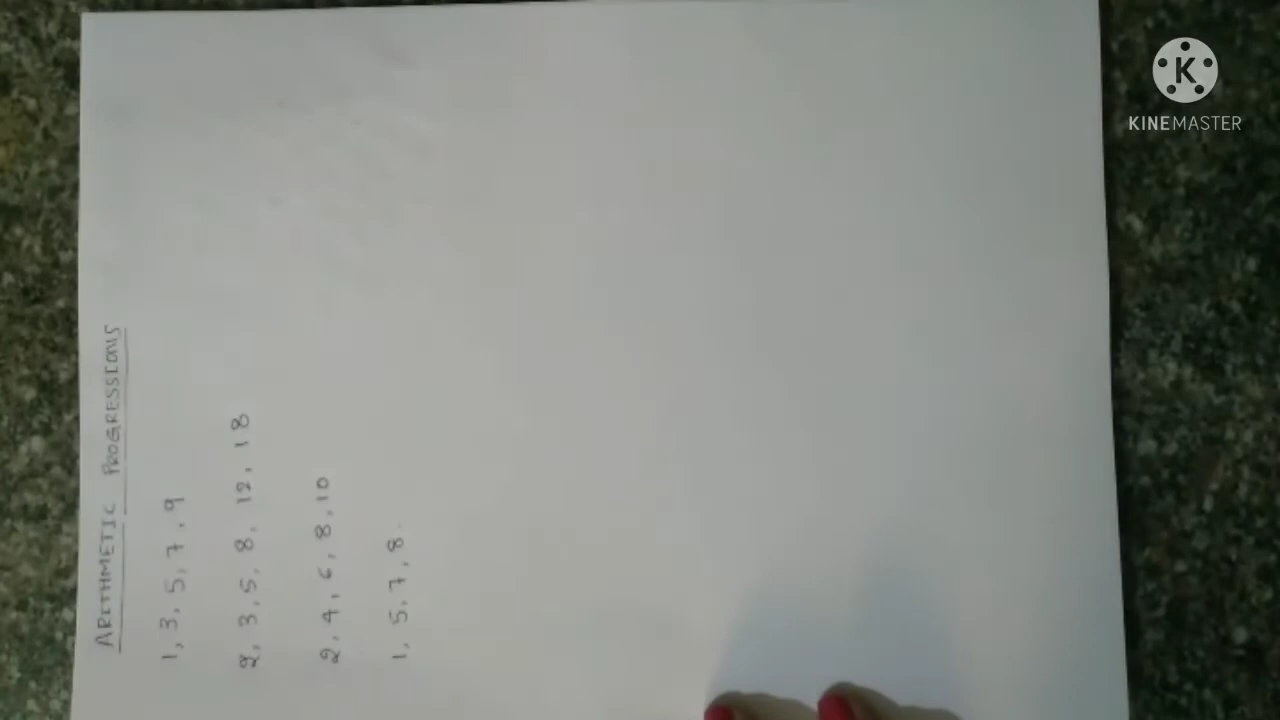 ARITHMETIC PROGRESSIONS
1, 3, 5, 7, 9
2, 3, 5, 8, 12, 18
2, 4, 6, 8, 10
1, 5, 7, 8.
K
KINEMASTER